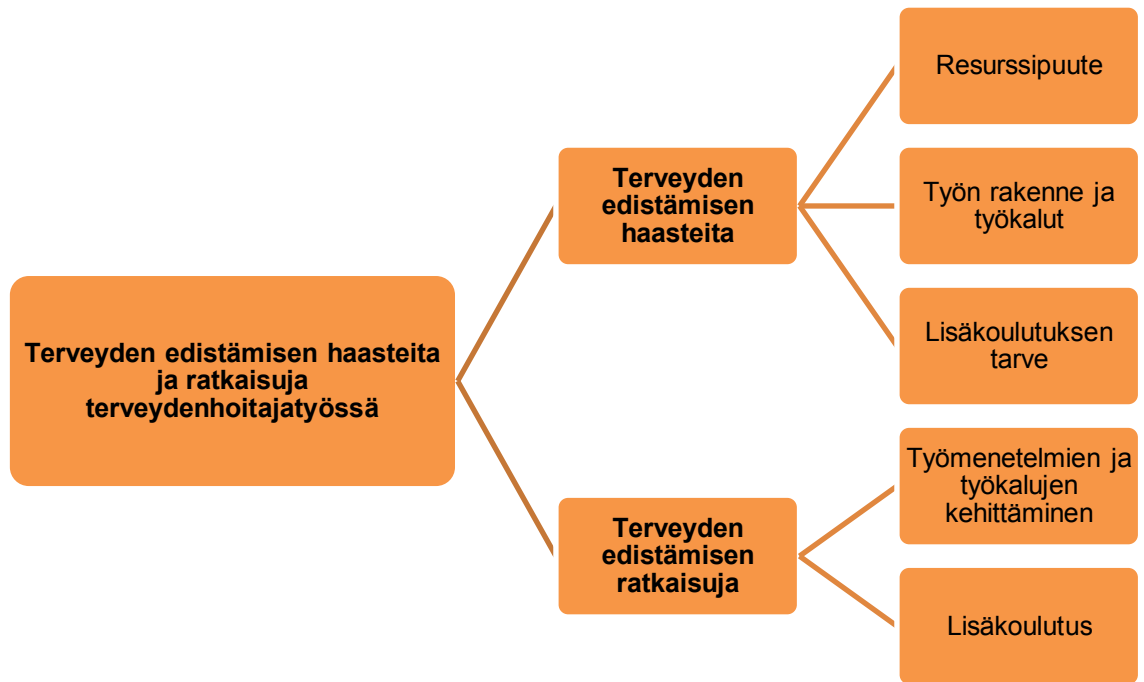 Terveyden edistämisen haasteita
ja ratkaisuja
terveydenhoitajatyössä
Terveyden
edistämisen
haasteita
Resurssipuute
Työn rakenne ja
työkalut
Lisäkoulutuksen
tarve
Terveyden
edistämisen
ratkaisuja
Työmenetelmien ja
työkalujen
kehittäminen
Lisäkoulutus